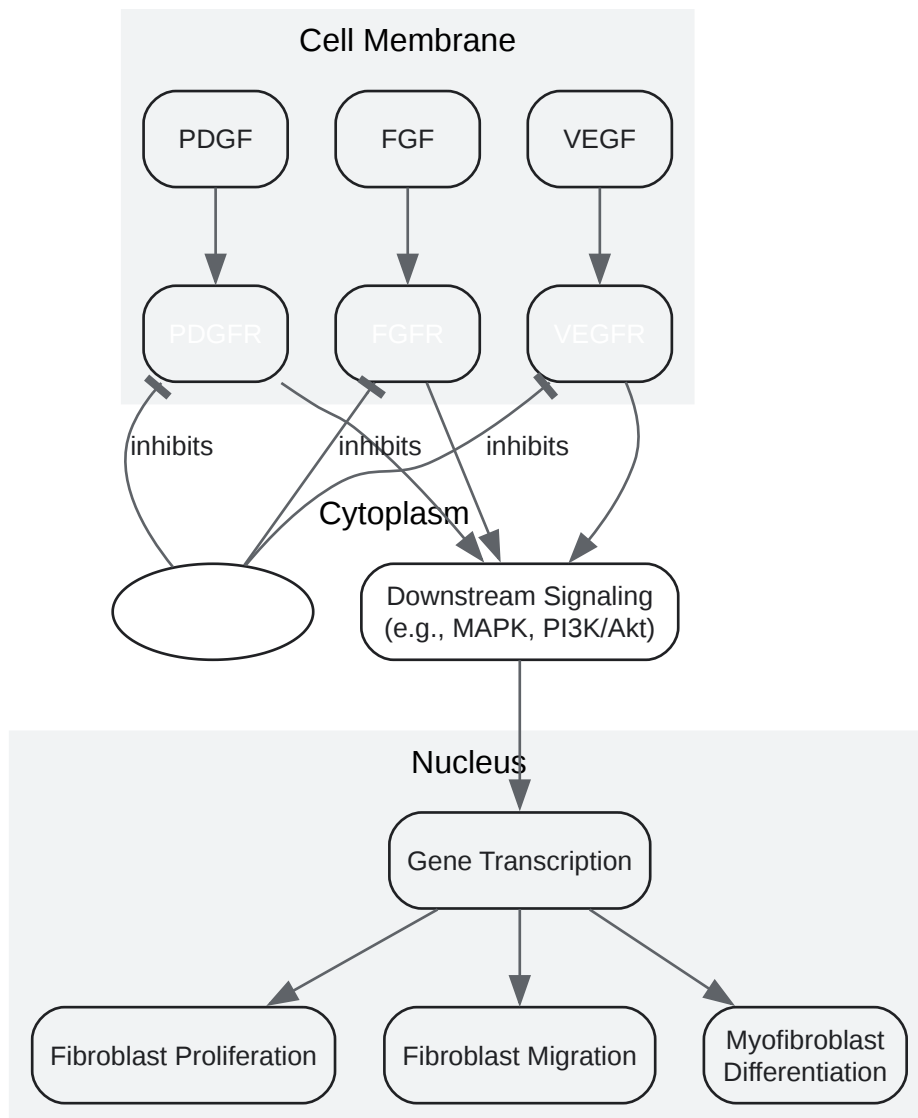 Cell Membrane
PDGF
FGF
VEGF
PDGFR
FGFR
VEGFR
inhibits
inhibits
inhibits
Cytoplasm
Downstream Signaling
(e.g., MAPK, PI3K/Akt)
Nucleus
Gene Transcription
Fibroblast Proliferation
Fibroblast Migration
Myofibroblast
Differentiation